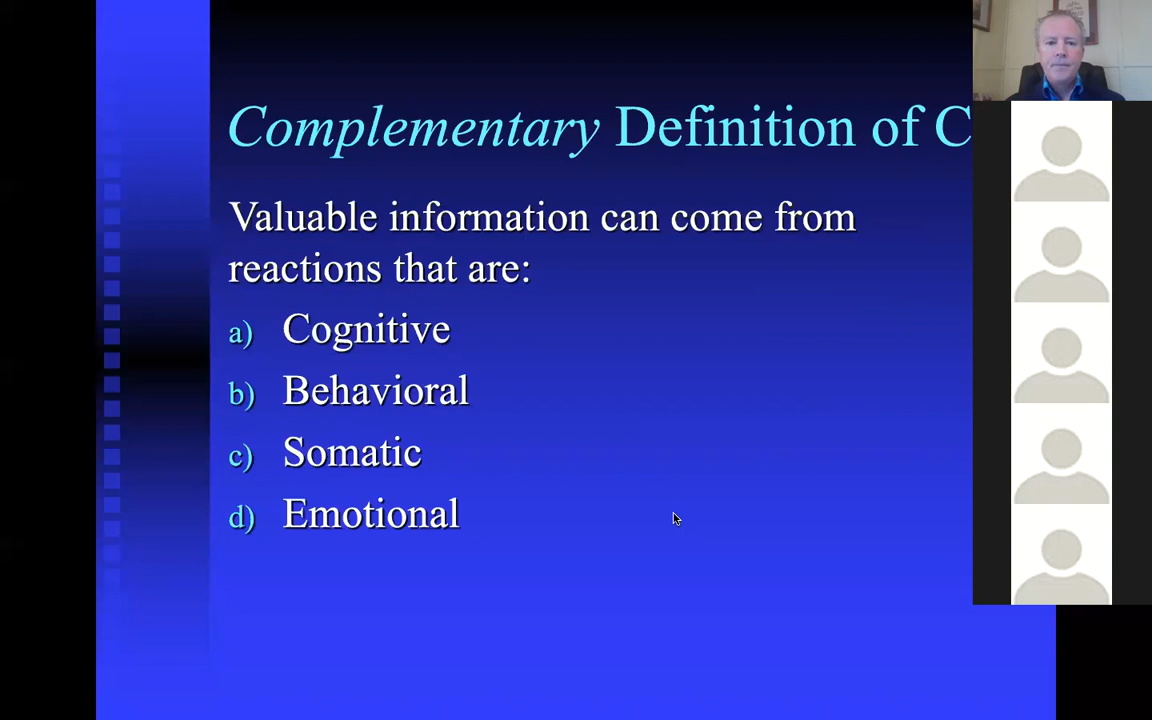 Complementary Definition of C
Valuable information can come from
reactions that are:
a) Cognitive
b) Behavioral
c) Somatic
d) Emotional